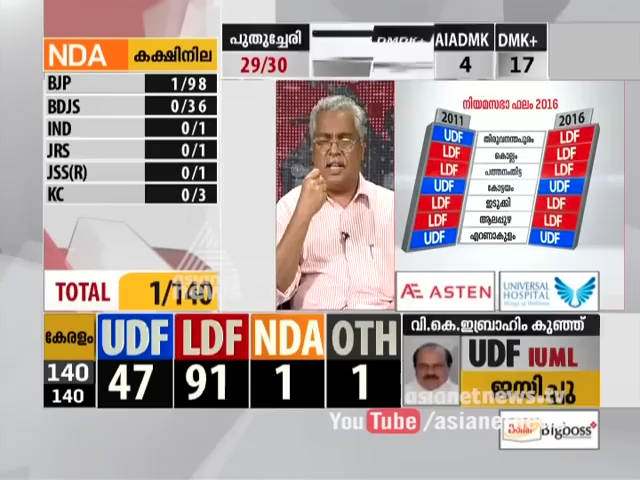 NDA കക്ഷിനില
BJP 1/98
BDJS 0/36
IND 0/1
JRS 0/1
JSS(R) 0/1
KC 0/3
TOTAL 1/140
പുതുച്ചേരി
29/30
AIADMK DMK+
4 17
നിയമസഭാ ഫലം 2016
2011 2016
UDF തിരുവനന്തപുരം LDF
LDF കൊല്ലം LDF
LDF പത്തനംതിട്ട LDF
UDF കോട്ടയം UDF
LDF ഇടുക്കി LDF
LDF ആലപ്പുഴ LDF
UDF എറണാകുളം UDF
ASTEN
UNIVERSAL
HOSPITAL
കേരളം UDF LDF NDA OTH
140
140
47 91 1 1
വി.കെ.ഇബ്രാഹിം കുഞ്ഞ്
UDF IUML
ജയിച്ചു
asianetnews.tv
YouTube /asianetnews
Bigboss